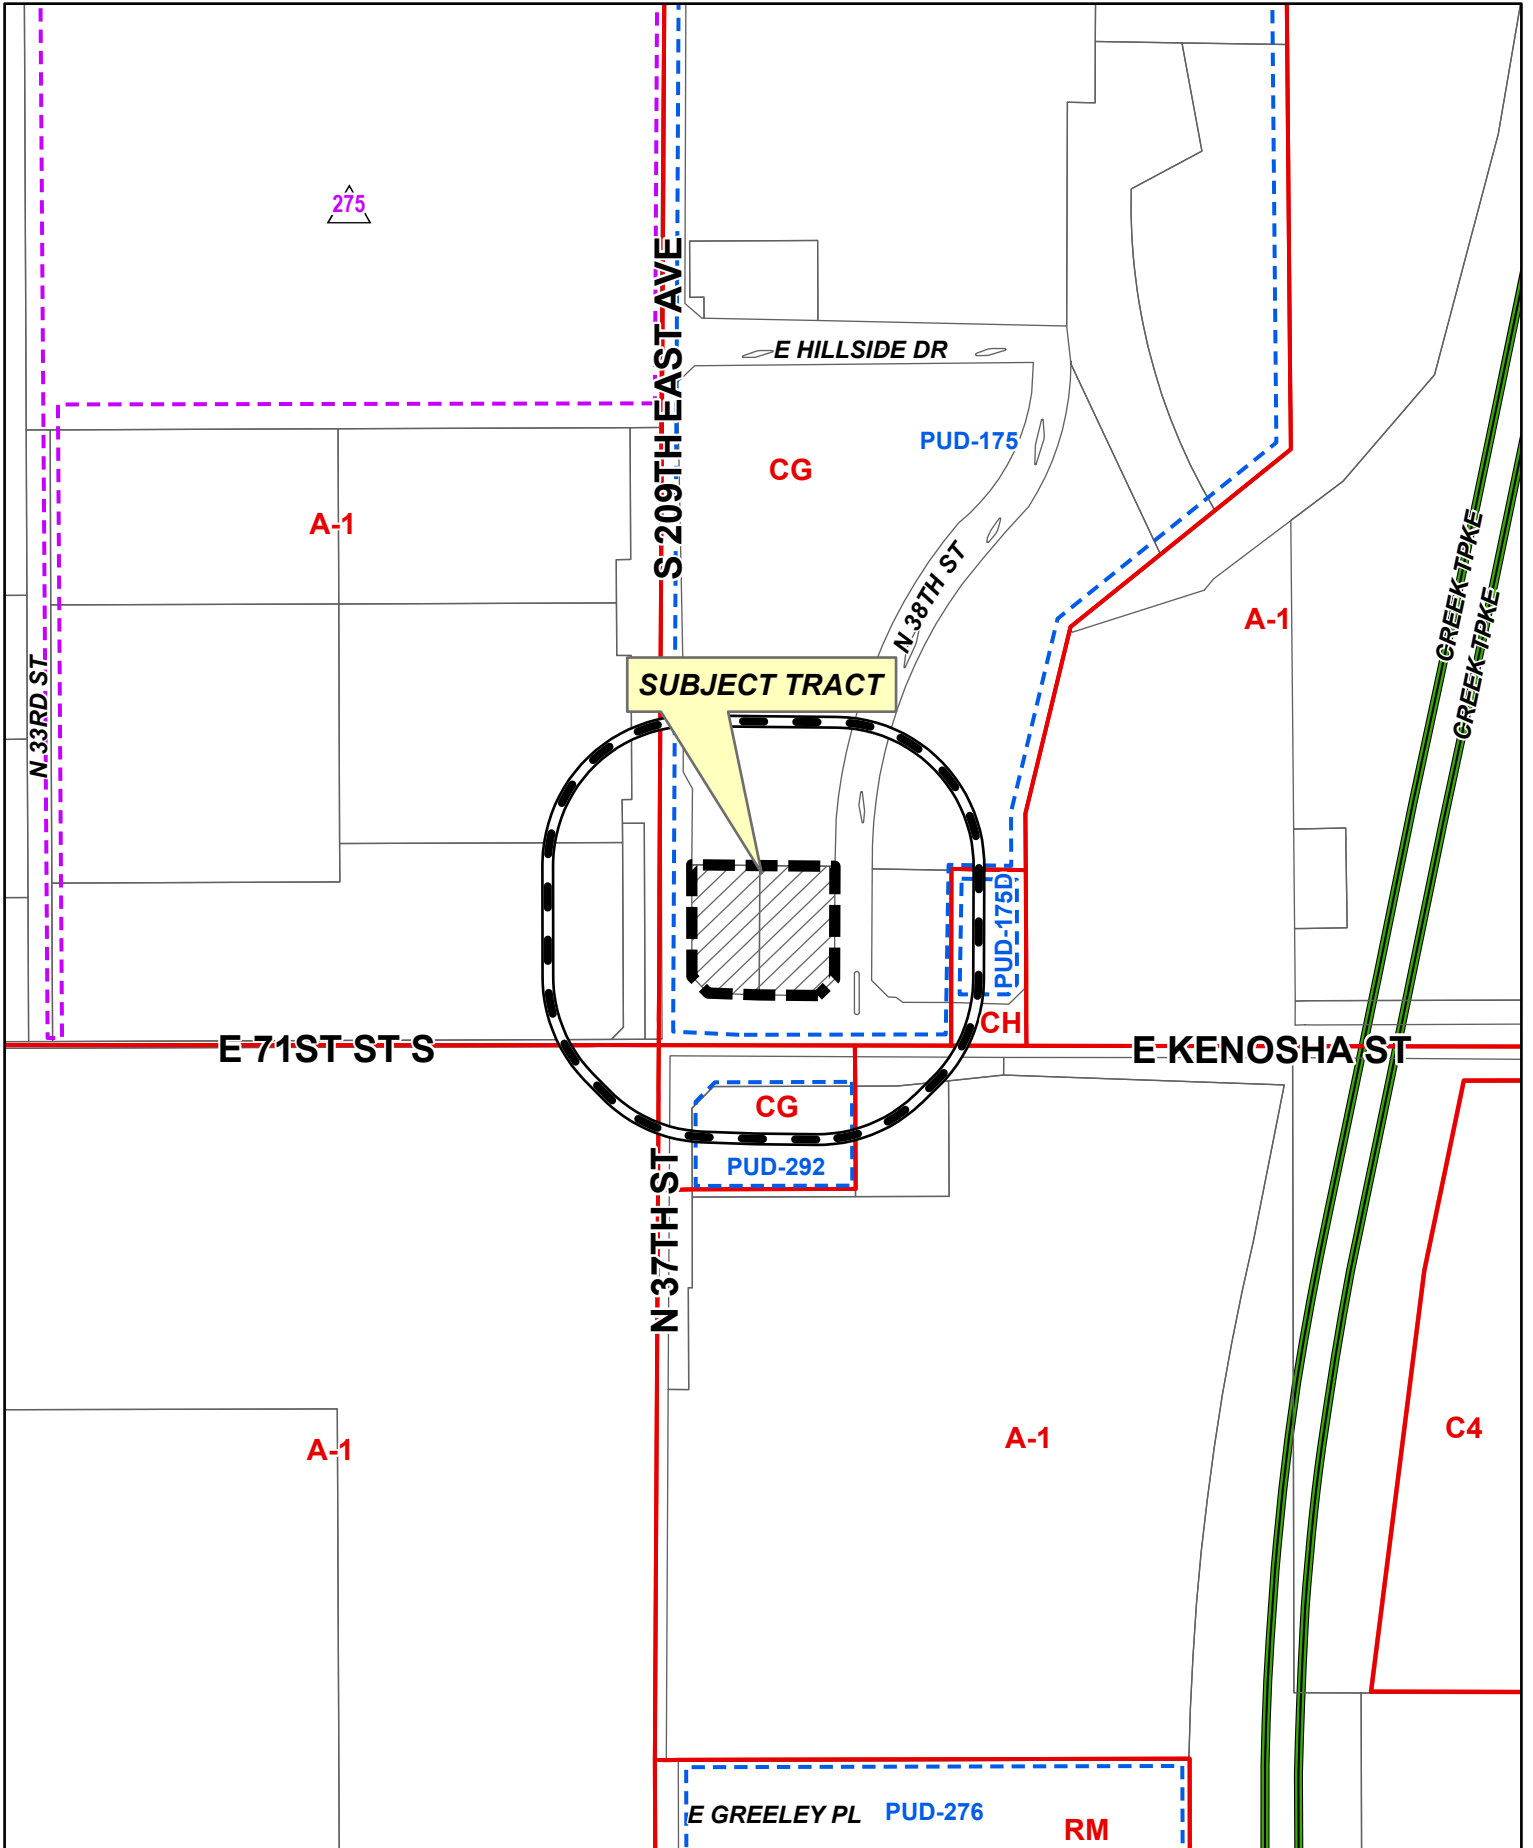 275
S 209TH EAST AVE
E HILLSIDE DR
PUD-175
CG
A-1
N 38TH ST
CREEK TPKE
CREEK TPKE
A-1
N 33RD ST
SUBJECT TRACT
PUD-175D
CH
E 71ST ST S
E KENOSHA ST
CG
PUD-292
N 37TH ST
A-1
A-1
C4
E GREELEY PL
PUD-276
RM